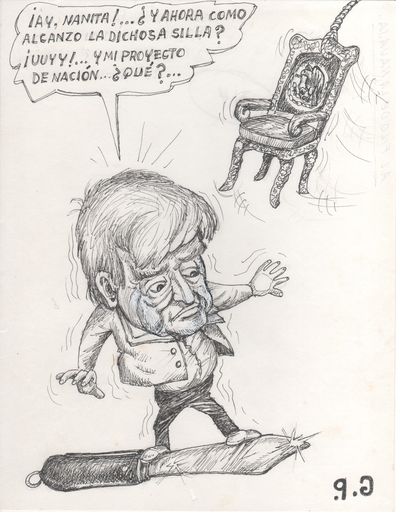 ¡AY, NANITA!... ¿Y AHORA COMO
ALCANZO LA DICHOSA SILLA?
¡UUYY!... Y MI PROYECTO
DE NACIÓN... ¿QUÉ?...
G.P.